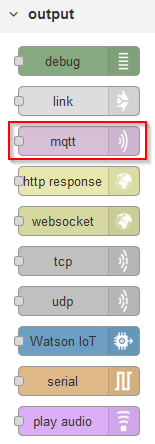 output
debug
link
mqtt
http response
websocket
tcp
udp
Watson IoT
serial
play audio